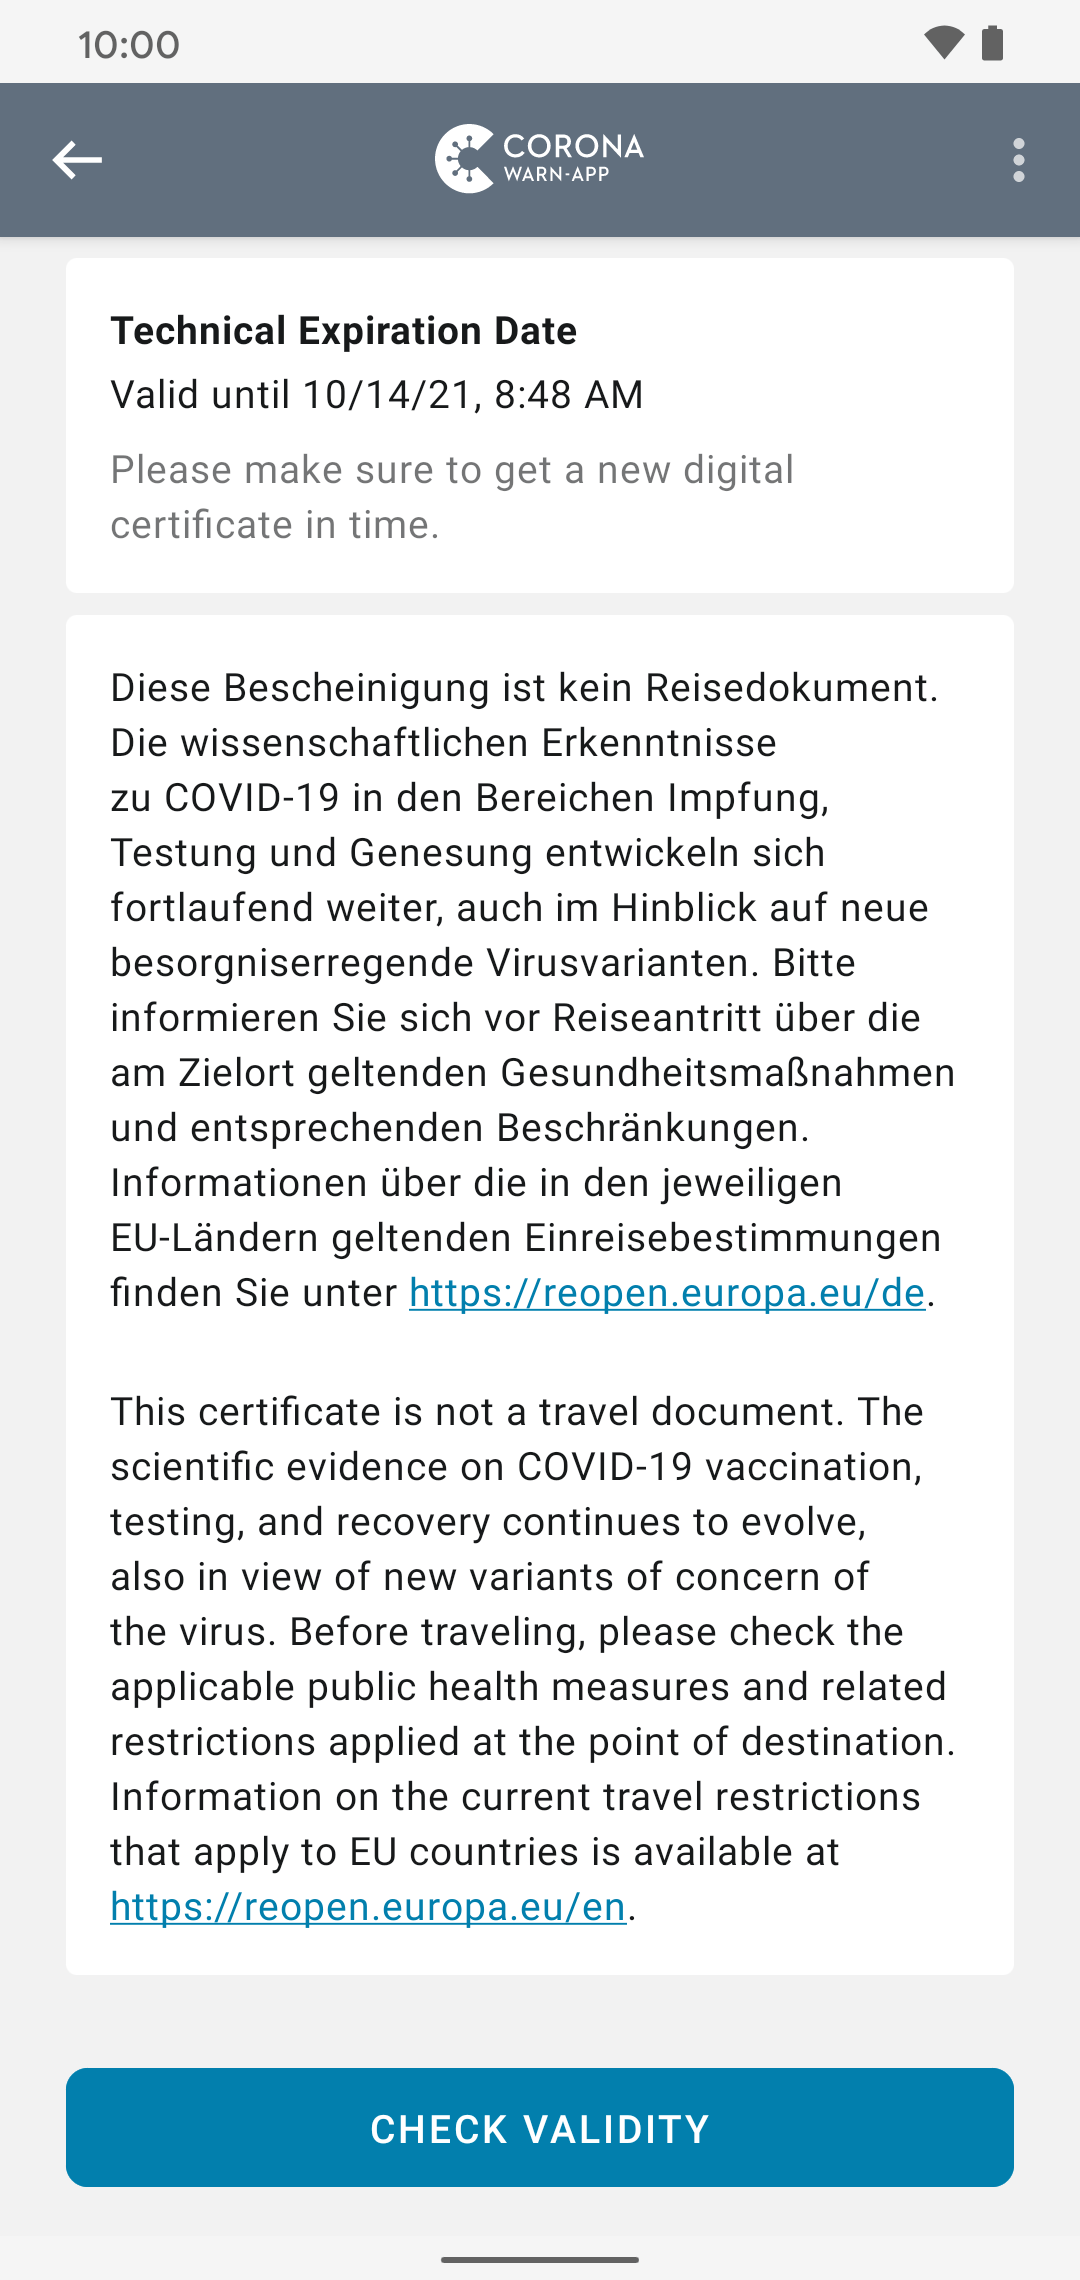 10:00
CORONA
WARN-APP
Technical Expiration Date
Valid until 10/14/21, 8:48 AM
Please make sure to get a new digital
certificate in time.
Diese Bescheinigung ist kein Reisedokument.
Die wissenschaftlichen Erkenntnisse
zu COVID-19 in den Bereichen Impfung,
Testung und Genesung entwickeln sich
fortlaufend weiter, auch im Hinblick auf neue
besorgniserregende Virusvarianten. Bitte
informieren Sie sich vor Reiseantritt über die
am Zielort geltenden Gesundheitsmaßnahmen
und entsprechenden Beschränkungen.
Informationen über die in den jeweiligen
EU-Ländern geltenden Einreisebestimmungen
finden Sie unter https://reopen.europa.eu/de.
This certificate is not a travel document. The
scientific evidence on COVID-19 vaccination,
testing, and recovery continues to evolve,
also in view of new variants of concern of
the virus. Before traveling, please check the
applicable public health measures and related
restrictions applied at the point of destination.
Information on the current travel restrictions
that apply to EU countries is available at
https://reopen.europa.eu/en.
CHECK VALIDITY